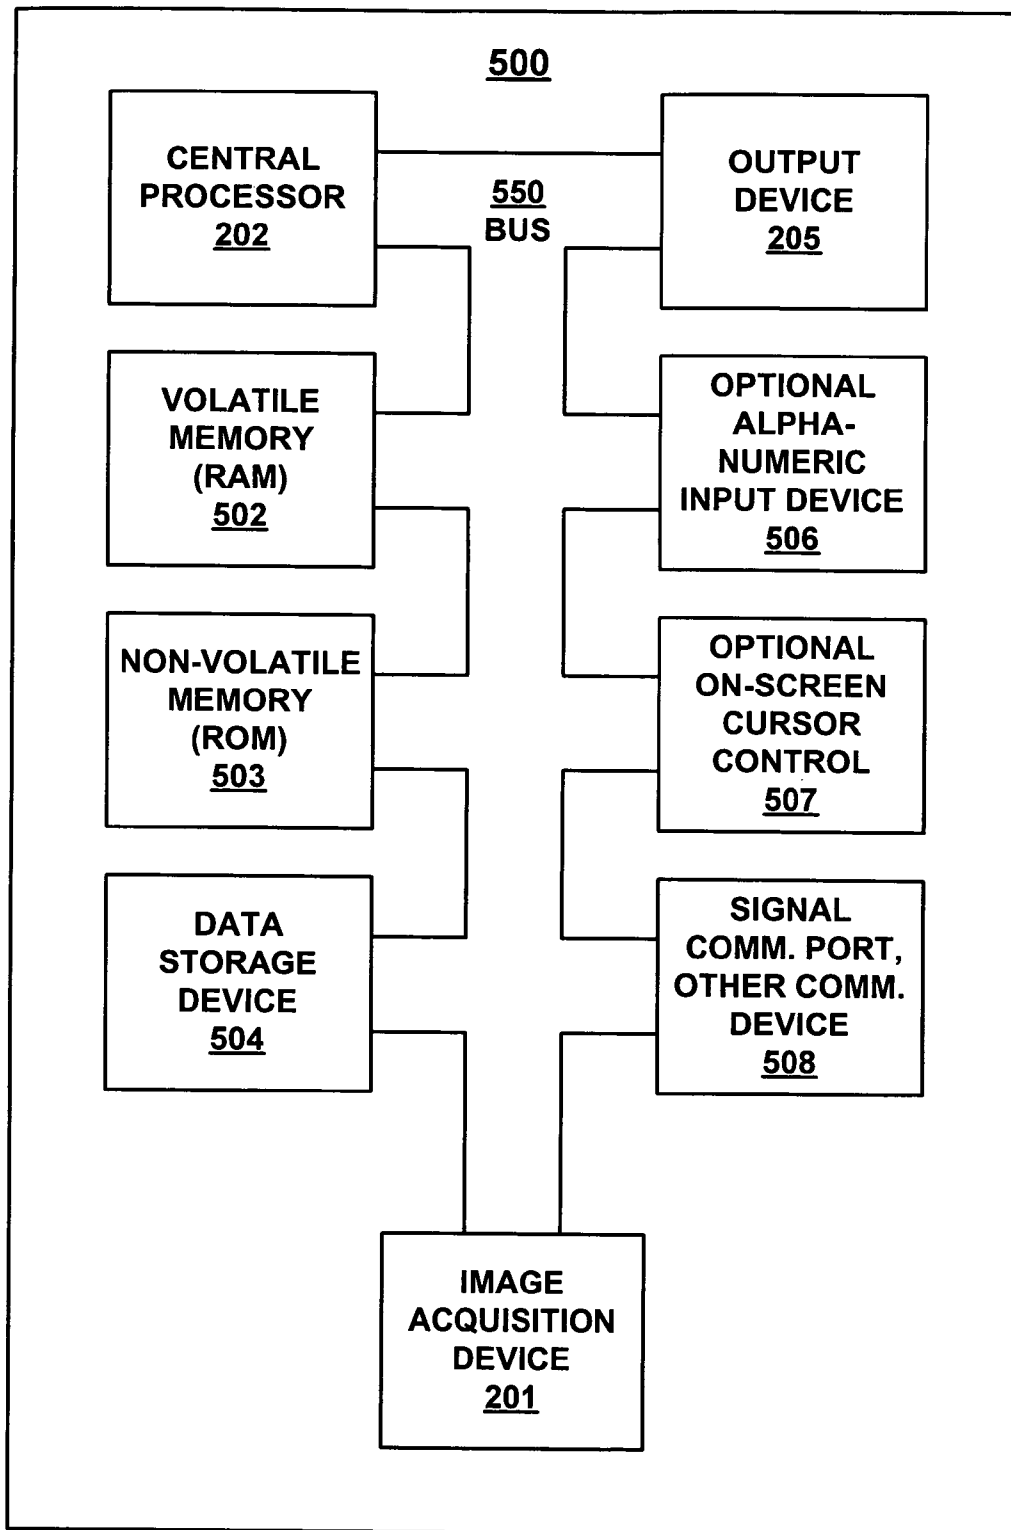 500
CENTRAL
PROCESSOR
202
550
BUS
OUTPUT
DEVICE
205
VOLATILE
MEMORY
(RAM)
502
OPTIONAL
ALPHA-
NUMERIC
INPUT DEVICE
506
NON-VOLATILE
MEMORY
(ROM)
503
OPTIONAL
ON-SCREEN
CURSOR
CONTROL
507
DATA
STORAGE
DEVICE
504
SIGNAL
COMM. PORT,
OTHER COMM.
DEVICE
508
IMAGE
ACQUISITION
DEVICE
201